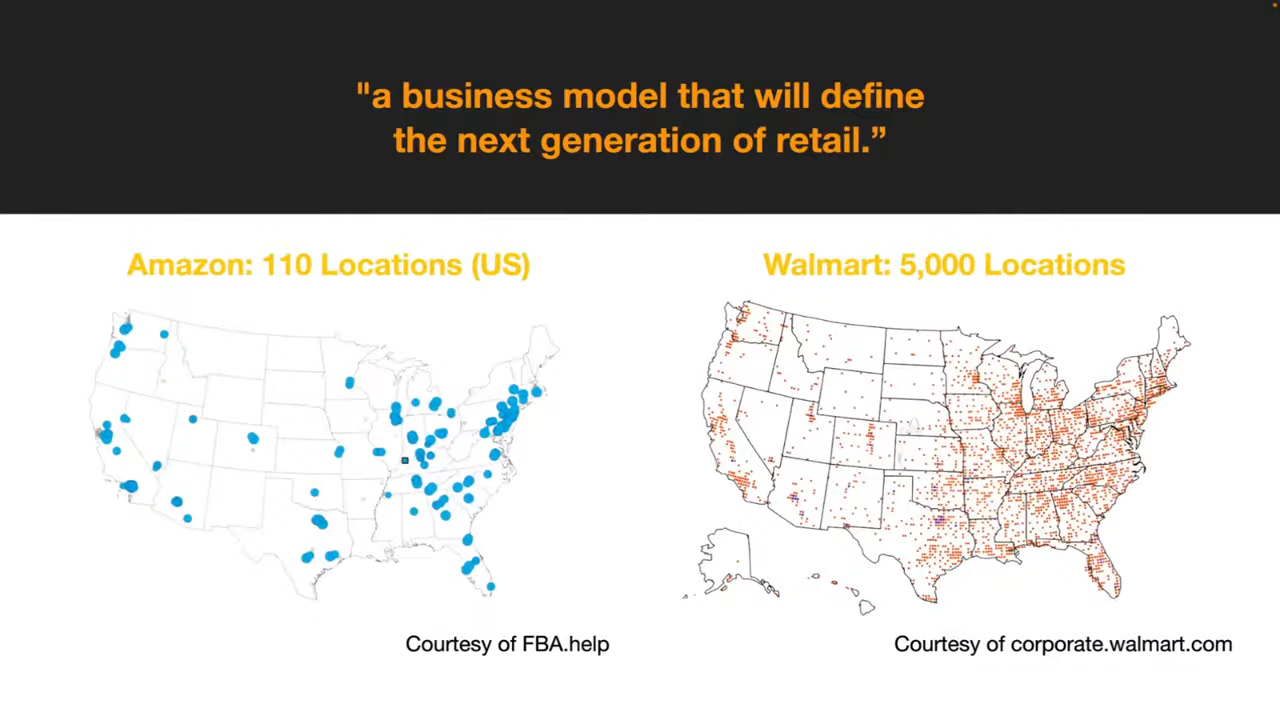 "a business model that will define
the next generation of retail.”
Amazon: 110 Locations (US)
Walmart: 5,000 Locations
Courtesy of FBA.help
Courtesy of corporate.walmart.com